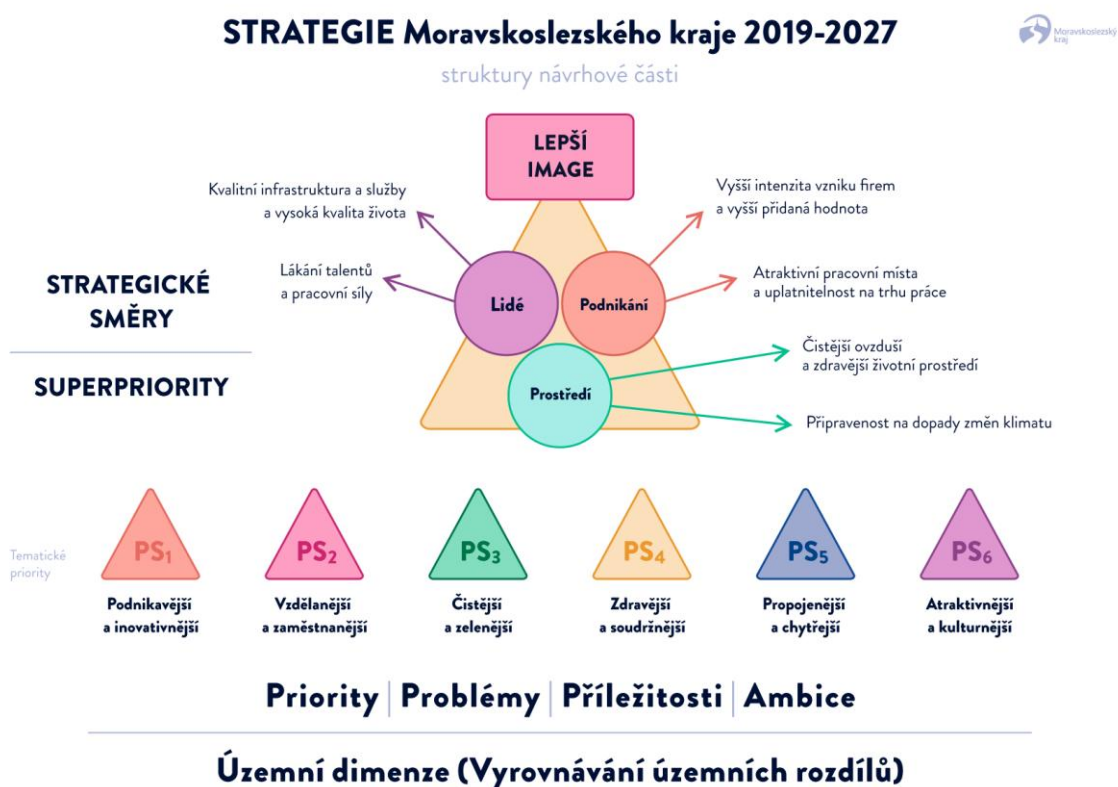 STRATEGIE Moravskoslezského kraje 2019-2027
Moravskoslezský
kraj
struktury návrhové části
LEPŠÍ
IMAGE
Kvalitní infrastruktura a služby
a vysoká kvalita života
Vyšší intenzita vzniku firem
a vyšší přidaná hodnota
Lákání talentů
a pracovní síly
Atraktivní pracovní místa
a uplatnitelnost na trhu práce
STRATEGICKÉ
SMĚRY
Lidé
Podnikání
Čistější ovzduší
a zdravější životní prostředí
SUPERPRIORITY
Prostředí
Připravenost na dopady změn klimatu
Tematické
priority
PS1
PS2
PS3
PS4
PS5
PS6
Podnikavější
a inovativnější
Vzdělanější
a zaměstnanější
Čistější
a zelenější
Zdravější
a soudržnější
Propojenější
a chytřejší
Atraktivnější
a kulturnější
Priority | Problémy | Příležitosti | Ambice
Územní dimenze (Vyrovnávání územních rozdílů)